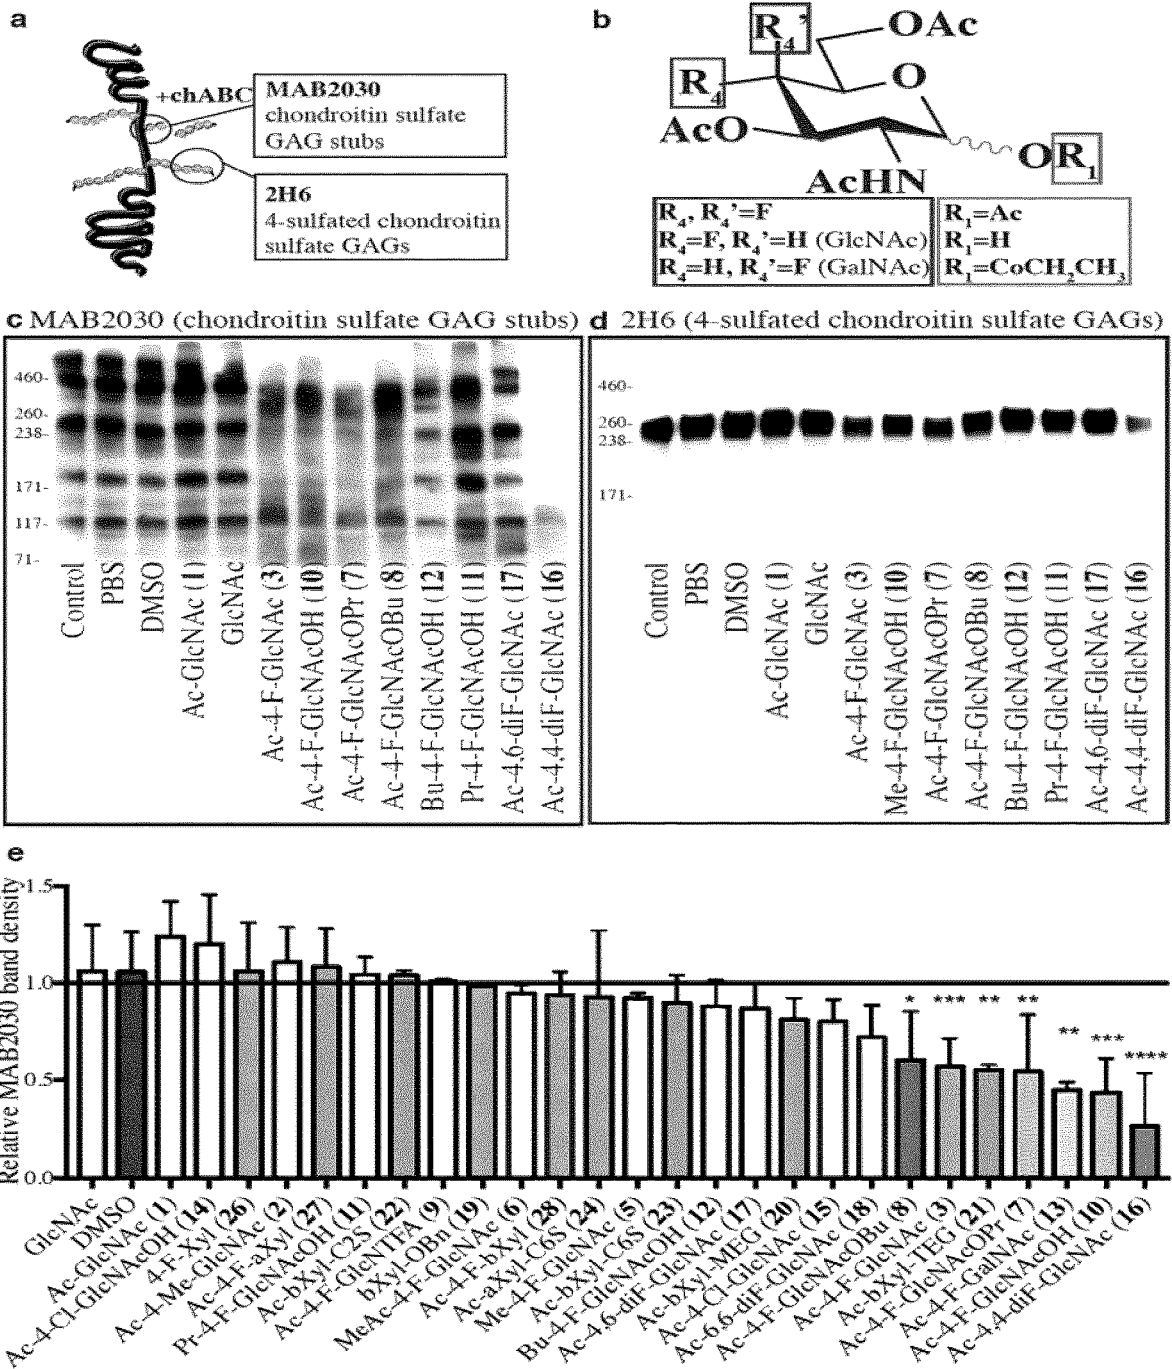 a
+chABC
MAB2030
chondroitin sulfate
GAG stubs
2H6
4-sulfated chondroitin
sulfate GAGs
b
R4'
OAc
R4
O
AcO
OR1
AcHN
R4, R4'=F
R4=F, R4'=H (GlcNAc)
R4=H, R4'=F (GalNAc)
R1=Ac
R1=H
R1=CoCH2CH3
c MAB2030 (chondroitin sulfate GAG stubs)
460-
260-
238-
171-
117-
71-
Control
PBS
DMSO
Ac-GlcNAc (1)
GlcNAc
Ac-4-F-GlcNAc (3)
Ac-4-F-GlcNAcOH (10)
Ac-4-F-GlcNAcOPr (7)
Ac-4-F-GlcNAcOBu (8)
Bu-4-F-GlcNAcOH (12)
Pr-4-F-GlcNAcOH (11)
Ac-4,6-diF-GlcNAc (17)
Ac-4,4-diF-GlcNAc (16)
d 2H6 (4-sulfated chondroitin sulfate GAGs)
460-
260-
238-
171-
Control
PBS
DMSO
Ac-GlcNAc (1)
GlcNAc
Ac-4-F-GlcNAc (3)
Me-4-F-GlcNAcOH (10)
Ac-4-F-GlcNAcOPr (7)
Ac-4-F-GlcNAcOBu (8)
Bu-4-F-GlcNAcOH (12)
Pr-4-F-GlcNAcOH (11)
Ac-4,6-diF-GlcNAc (17)
Ac-4,4-diF-GlcNAc (16)
e
Relative MAB2030 band density
1.5
1.0
0.5
0.0
*
***
**
**
**
***
****
GlcNAc
DMSO
Ac-GlcNAc (1)
Ac-4-Cl-GlcNAcOH (14)
4-F-Xyl (26)
Ac-4-Me-GlcNAc (2)
Ac-4-F-aXyl (27)
Pr-4-F-GlcNAcOH (11)
Ac-bXyl-C2S (22)
Ac-4-F-GlcNTFA (9)
bXyl-OBn (19)
MeAc-4-F-GlcNAc (6)
Ac-4-F-bXyl (28)
Ac-aXyl-C6S (24)
Me-4-F-GlcNAc (5)
Ac-bXyl-C6S (23)
Bu-4-F-GlcNAcOH (12)
Ac-4,6-diF-GlcNAc (17)
Ac-bXyl-MEG (20)
Ac-4-Cl-GlcNAc (15)
Ac-6,6-diF-GlcNAc (18)
Ac-4-F-GlcNAcOBu (8)
Ac-4-F-GlcNAc (3)
Ac-bXyl-TEG (21)
Ac-4-F-GlcNAcOPr (7)
Ac-4-F-GalNAc (13)
Ac-4-F-GlcNAcOH (10)
Ac-4,4-diF-GlcNAc (16)